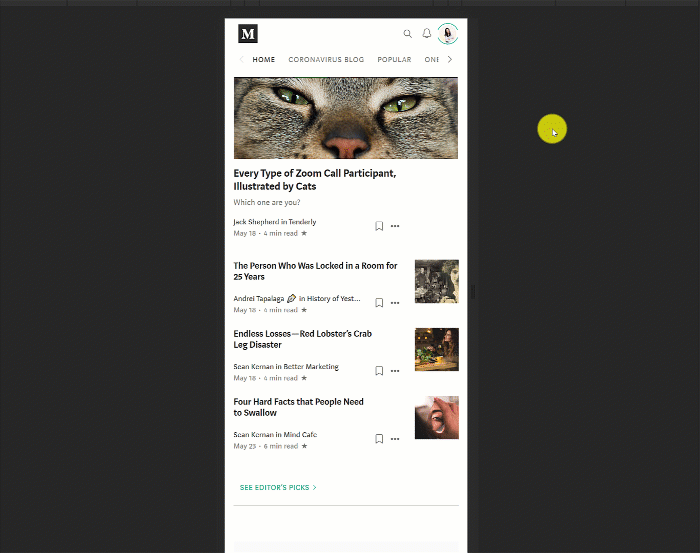 M
HOME CORONAVIRUS BLOG POPULAR ONE
Every Type of Zoom Call Participant,
Illustrated by Cats
Which one are you?
Jack Shepherd in Tenderly
May 18 · 4 min read ★
The Person Who Was Locked in a Room for
25 Years
Andrei Tapalaga in History of Yest...
May 18 · 4 min read ★
Endless Losses—Red Lobster's Crab
Leg Disaster
Sean Kernan in Better Marketing
May 18 · 4 min read ★
Four Hard Facts that People Need
to Swallow
Sean Kernan in Mind Cafe
May 23 · 6 min read ★
SEE EDITOR'S PICKS >